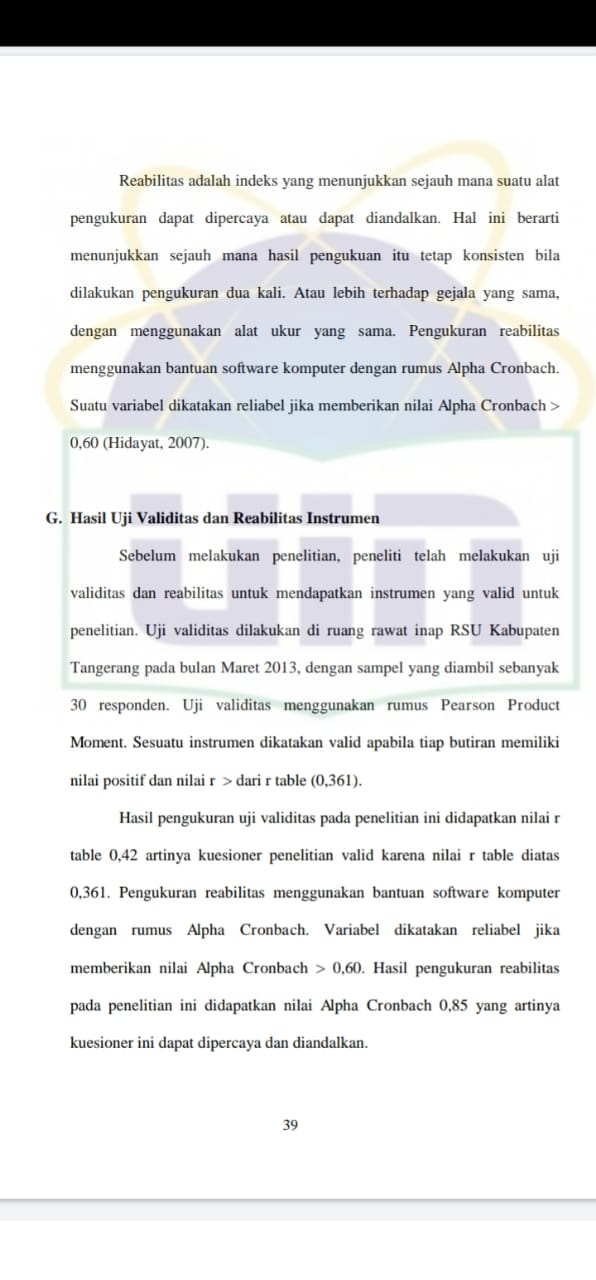 Reabilitas adalah indeks yang menunjukkan sejauh mana suatu alat
pengukuran dapat dipercaya atau dapat diandalkan. Hal ini berarti
menunjukkan sejauh mana hasil pengukuan itu tetap konsisten bila
dilakukan pengukuran dua kali. Atau lebih terhadap gejala yang sama,
dengan menggunakan alat ukur yang sama. Pengukuran reabilitas
menggunakan bantuan software komputer dengan rumus Alpha Cronbach.
Suatu variabel dikatakan reliabel jika memberikan nilai Alpha Cronbach >
0,60 (Hidayat, 2007).
G. Hasil Uji Validitas dan Reabilitas Instrumen
Sebelum melakukan penelitian, peneliti telah melakukan uji
validitas dan reabilitas untuk mendapatkan instrumen yang valid untuk
penelitian. Uji validitas dilakukan di ruang rawat inap RSU Kabupaten
Tangerang pada bulan Maret 2013, dengan sampel yang diambil sebanyak
30 responden. Uji validitas menggunakan rumus Pearson Product
Moment. Sesuatu instrumen dikatakan valid apabila tiap butiran memiliki
nilai positif dan nilai r > dari r table (0,361).
Hasil pengukuran uji validitas pada penelitian ini didapatkan nilai r
table 0,42 artinya kuesioner penelitian valid karena nilai r table diatas
0,361. Pengukuran reabilitas menggunakan bantuan software komputer
dengan rumus Alpha Cronbach. Variabel dikatakan reliabel jika
memberikan nilai Alpha Cronbach > 0,60. Hasil pengukuran reabilitas
pada penelitian ini didapatkan nilai Alpha Cronbach 0,85 yang artinya
kuesioner ini dapat dipercaya dan diandalkan.
39
uin